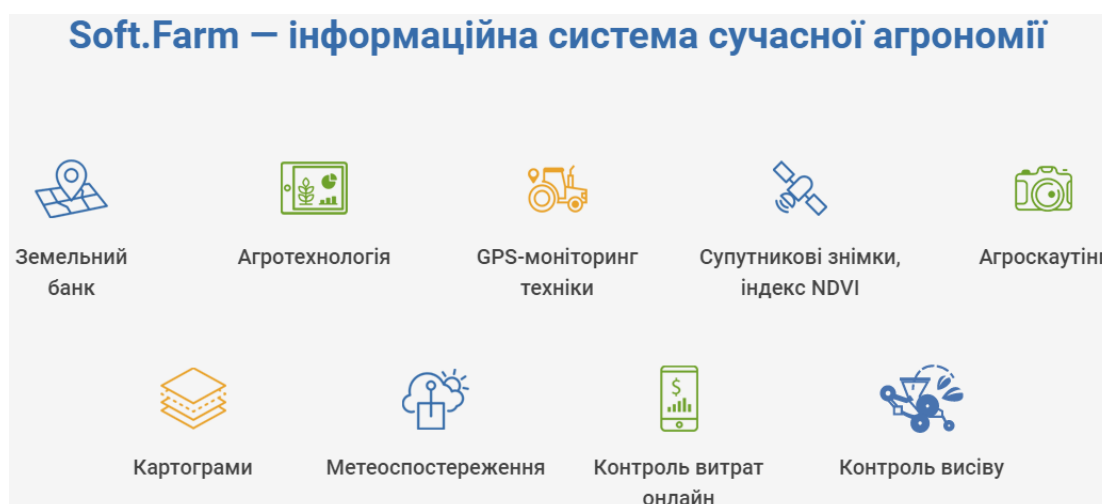 Soft.Farm — інформаційна система сучасної агрономії
Земельний
банк
Агротехнологія
GPS-моніторинг
техніки
Супутникові знімки,
індекс NDVI
Агроскаутінг
Картограми
Метеоспостереження
Контроль витрат
онлайн
Контроль висіву
$